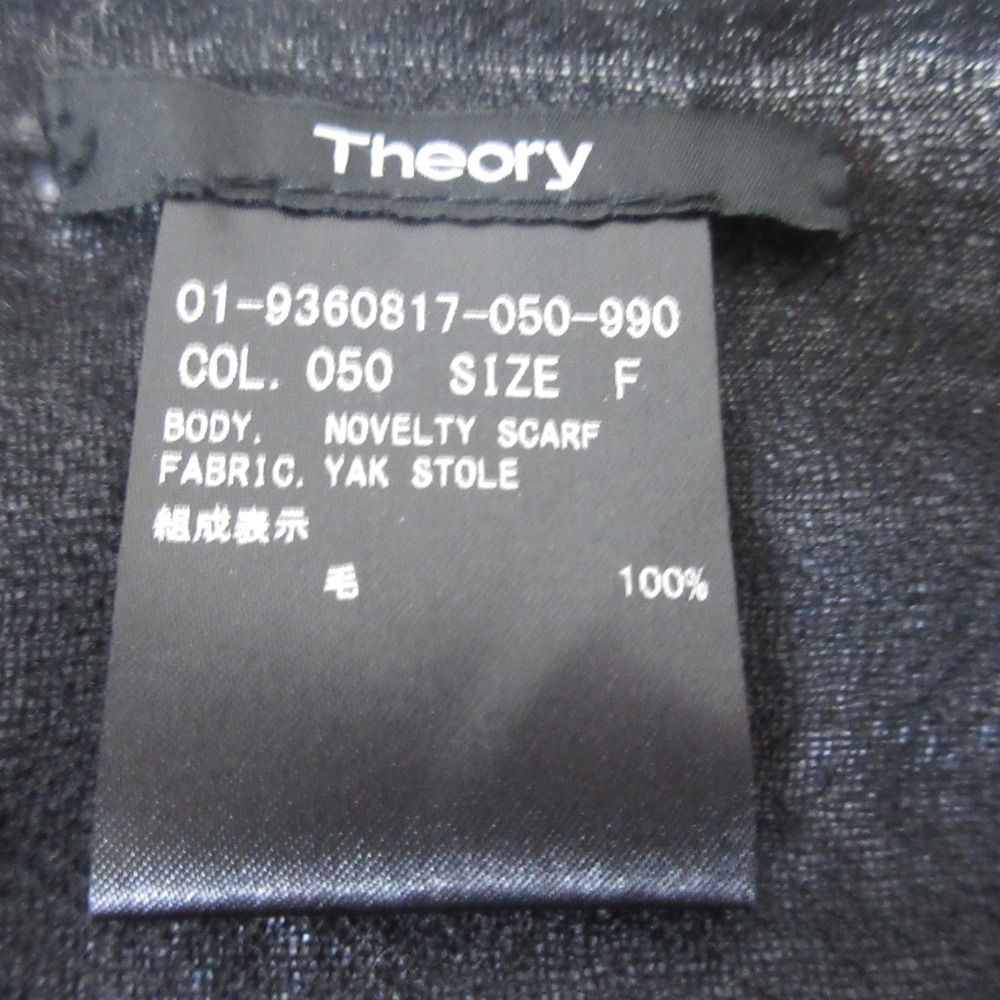 Theory
01-9360817-050-990
COL. 050 SIZE F
BODY. NOVELTY SCARF
FABRIC. YAK STOLE
組成表示
毛 100%